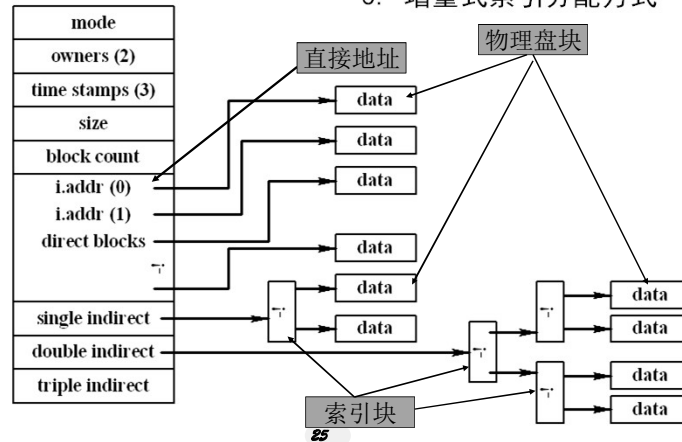 增量式索引分配方式
mode
owners (2)
直接地址
物理盘块
time stamps (3)
data
size
block count
data
i.addr (0)
data
i.addr (1)
direct blocks
data
data
data
single indirect
data
data
double indirect
data
triple indirect
data
索引块
25